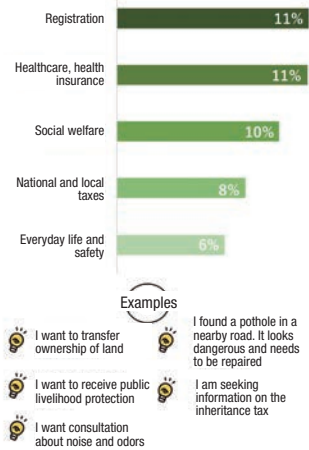 Registration
11%
Healthcare, health
insurance
11%
Social welfare
10%
National and local
taxes
8%
Everyday life and
safety
6%
Examples
I want to transfer
ownership of land
I found a pothole in a
nearby road. It looks
dangerous and needs
to be repaired
I want to receive public
livelihood protection
I am seeking
information on the
inheritance tax
I want consultation
about noise and odors